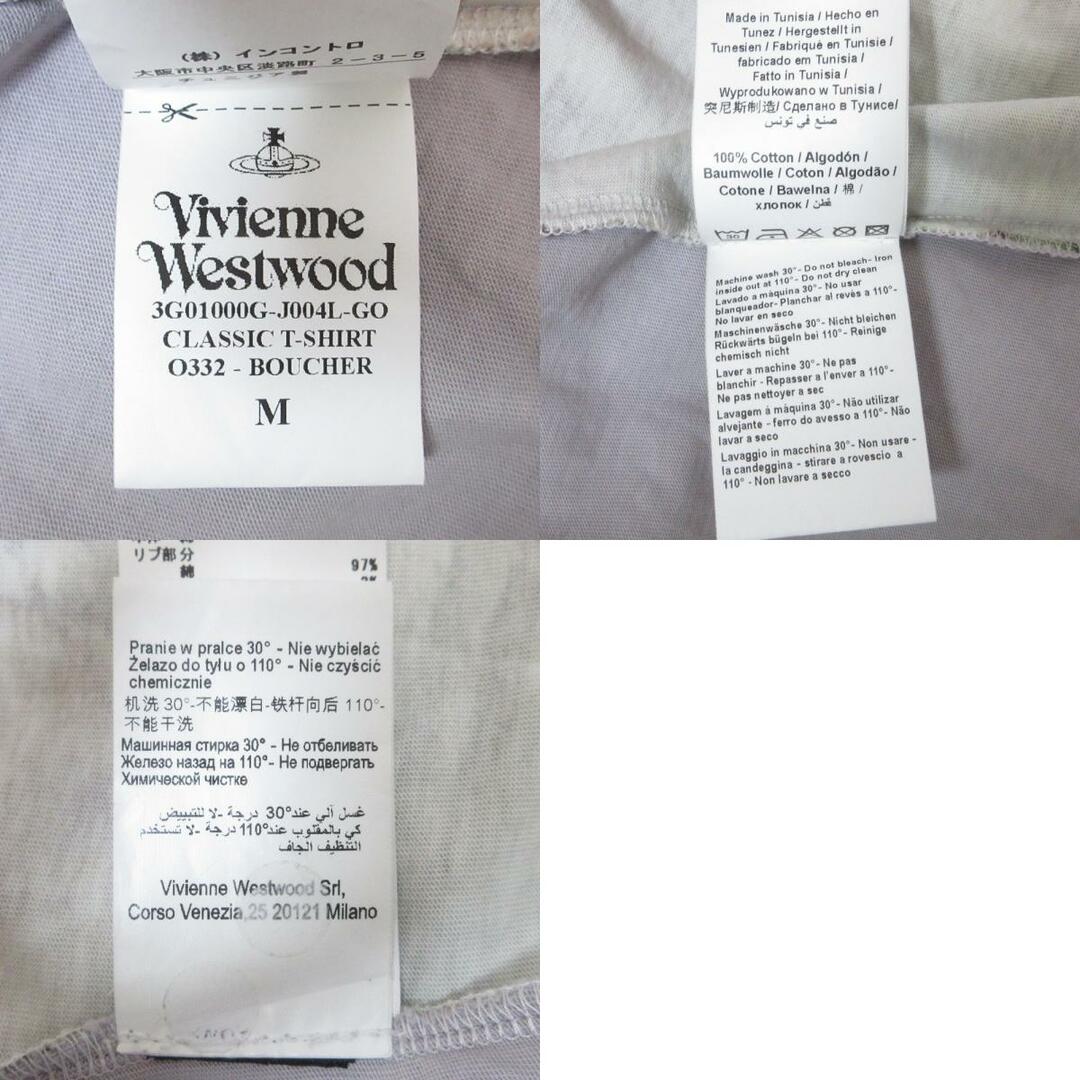 (株) インコントロ
大阪市中央区淡路町 2-3-5
チュニジア製
Vivienne
Westwood
3G01000G-J004L-GO
CLASSIC T-SHIRT
O332 - BOUCHER
M
Made in Tunisia / Hecho en
Tunez / Hergestellt in
Tunesien / Fabriqué en Tunisie /
fabricado em Tunisia /
Fatto in Tunisia /
Wyprodukowano w Tunisia /
突尼斯制造/ Сделано в Тунисе/
صنع في تونس
100% Cotton / Algodón /
Baumwolle / Coton / Algodão /
Cotone / Bawelna / 棉 /
хлопок / قطن
30
Machine wash 30°- Do not bleach- Iron
inside out at 110°- Do not dry clean
Lavado a máquina 30°- No usar
blanqueador- Planchar al revès a 110°-
No lavar en seco
Maschinenwäsche 30°- Nicht bleichen
Rückwärts bügeln bei 110°- Reinige
chemisch nicht
Laver a machine 30°- Ne pas
blanchir - Repasser a l'enver a 110°-
Ne pas nettoyer a sec
Lavagem á máquina 30°- Não utilizar
alvejante - ferro do avesso a 110°- Não
lavar a seco
Lavaggio in macchina 30°- Non usare -
la candeggina - stirare a rovescio a
110° - Non lavare a secco
リブ部分
綿 97%
Pranie w pralce 30° - Nie wybielać
Żelazo do tyłu o 110° - Nie czyścić
chemicznie
机洗 30°-不能漂白-铁杆向后 110°-
不能干洗
Машинная стирка 30° - Не отбеливать
Железо назад на 110°- Не подвергать
Химической чистке
غسل آلي عند30° درجة -لا للتبييض
كي بالمقلوب عند110° درجة -لا تستخدم
التنظيف الجاف
Vivienne Westwood Srl,
Corso Venezia,25 20121 Milano